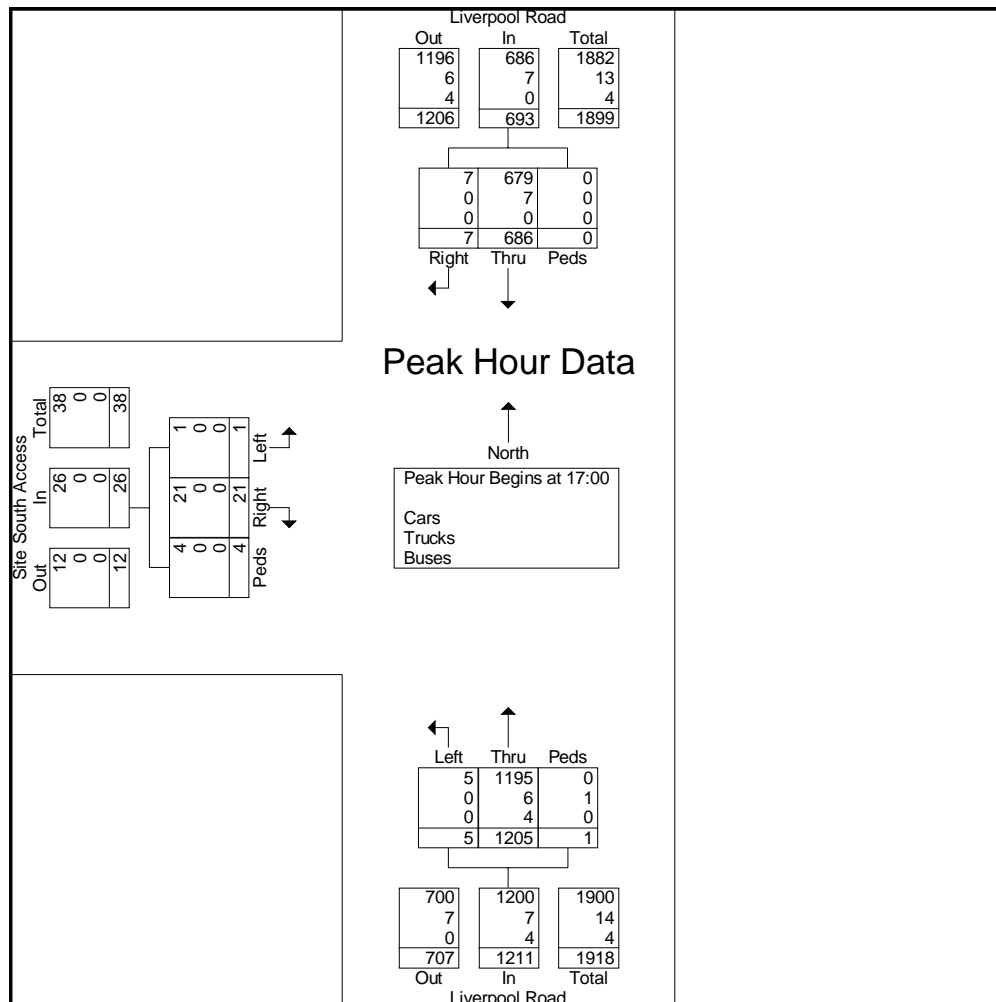 Liverpool Road
Out In Total
1196 686 1882
6 7 13
4 0 4
1206 693 1899
7 679 0
0 7 0
0 0 0
7 686 0
Right Thru Peds
Peak Hour Data
North
Peak Hour Begins at 17:00
Cars
Trucks
Buses
Site South Access
Out In Total
12 26 38
0 0 0
0 0 0
12 26 38
4 21 1
0 0 0
0 0 0
4 21 1
Peds Right Left
Left Thru Peds
5 1195 0
0 6 1
0 4 0
5 1205 1
700 1200 1900
7 7 14
0 4 4
707 1211 1918
Out In Total
Liverpool Road